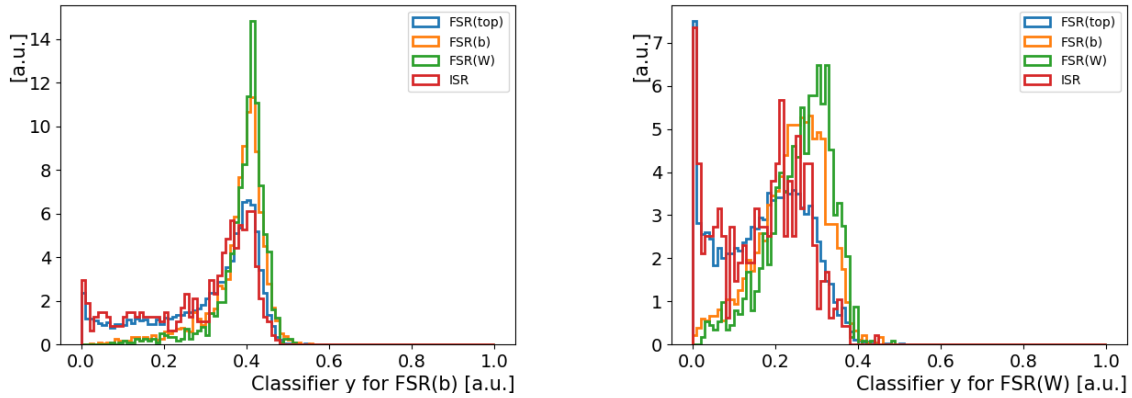 [a.u.]
14
12
10
8
6
4
2
0
FSR(top)
FSR(b)
FSR(W)
ISR
0.0 0.2 0.4 0.6 0.8 1.0
Classifier y for FSR(b) [a.u.]
[a.u.]
7
6
5
4
3
2
1
0
FSR(top)
FSR(b)
FSR(W)
ISR
0.0 0.2 0.4 0.6 0.8 1.0
Classifier y for FSR(W) [a.u.]